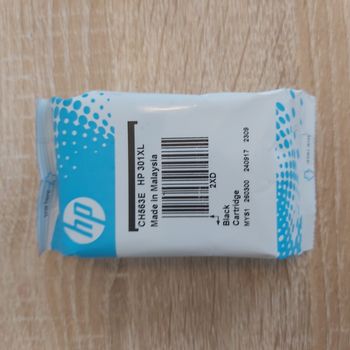 hp
CH563E HP 301XL
Made in Malaysia
2XD
Black
Cartridge
MYS1 260300 240917 2309